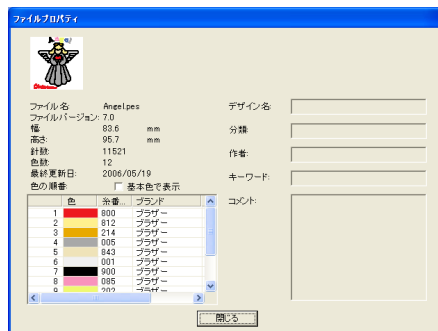 ファイルプロパティ
ファイル名: Angel.pes
ファイルバージョン: 7.0
幅: 83.6 mm
高さ: 95.7 mm
針数: 11521
色数: 12
最終更新日: 2006/05/19
色の順番: 基本色で表示
色 糸番... ブランド
1 800 ブラザー
2 812 ブラザー
3 214 ブラザー
4 005 ブラザー
5 843 ブラザー
6 001 ブラザー
7 900 ブラザー
8 085 ブラザー
9 202 ブラザー
デザイン名:
分類:
作者:
キーワード:
コメント:
閉じる